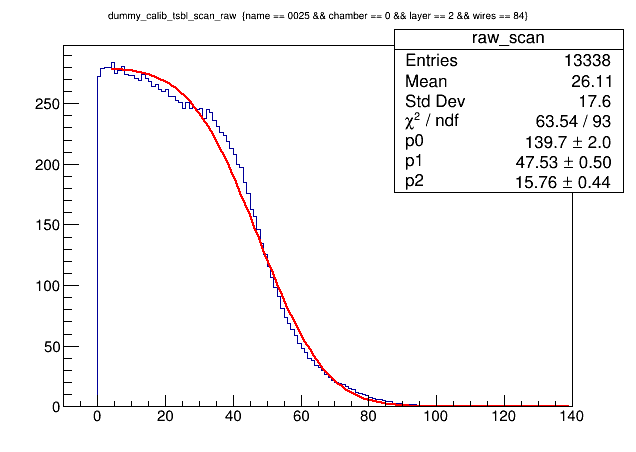 dummy_calib_tsbl_scan_raw {name == 0025 && chamber == 0 && layer == 2 && wires == 84}
raw_scan
Entries 13338
Mean 26.11
Std Dev 17.6
χ² / ndf 63.54 / 93
p0 139.7 ± 2.0
p1 47.53 ± 0.50
p2 15.76 ± 0.44
250
200
150
100
50
0
0 20 40 60 80 100 120 140